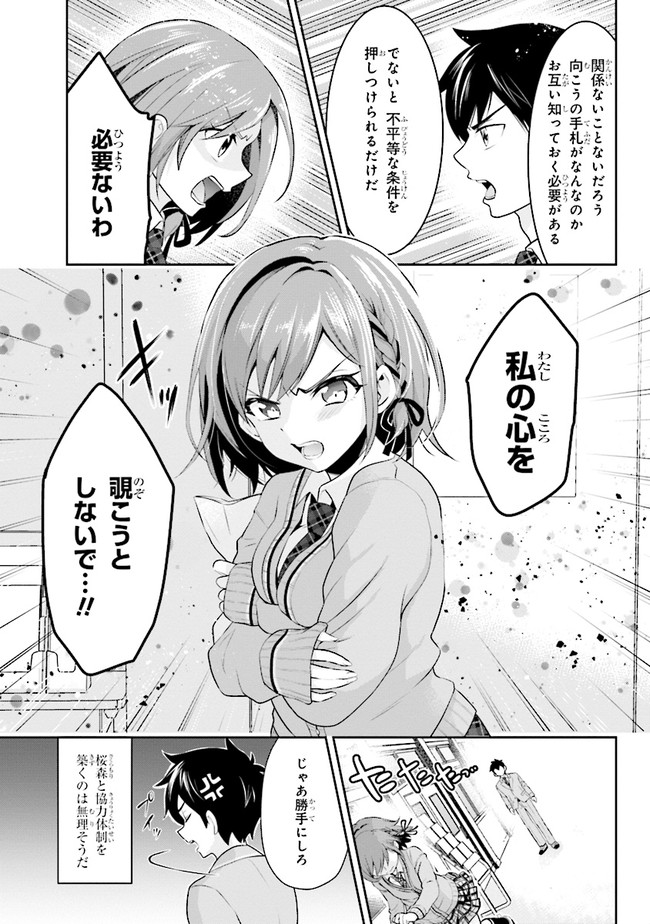 関係ないことないだろう
向こうの手札がなんなのか
お互い知っておく必要がある
でないと不平等な条件を
押しつけられるだけだ
必要ないわ
私の心を
覗こうと
しないで…!!
たたたっ
じゃあ勝手にしろ
桜森と協力体制を
築くのは無理そうだ